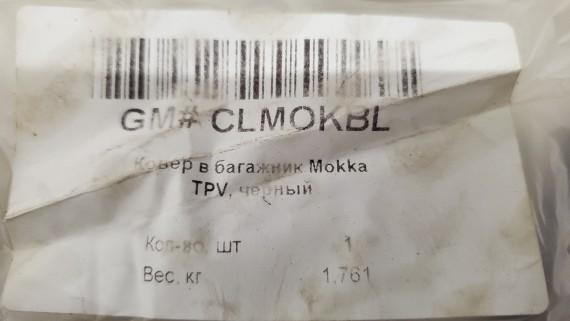 GM# CLMOKBL
Ковер в багажник Mokka
TPV, черный
Кол-во, шт 1
Вес, кг 1,761